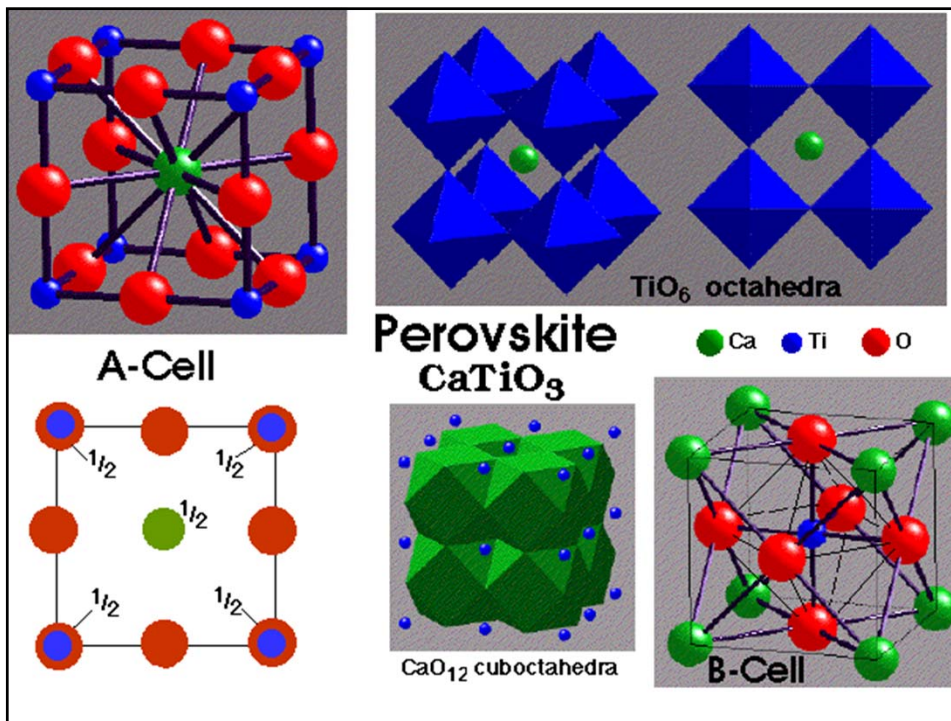 TiO₆ octahedra
Perovskite
CaTiO₃
Ca Ti O
A-Cell
1/2 1/2
1/2
1/2 1/2
CaO₁₂ cuboctahedra
B-Cell